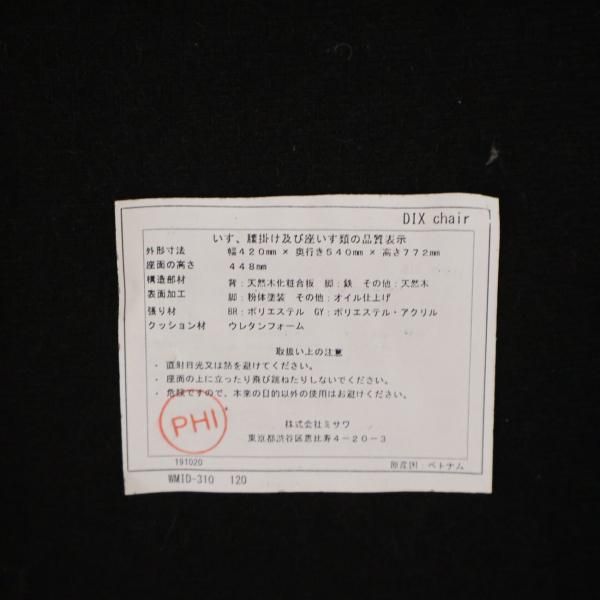 DIX chair
いす、腰掛け及び座いす類の品質表示
外形寸法 幅420mm × 奥行き540mm × 高さ772mm
座面の高さ 448mm
構造部材 背:天然木化粧合板 脚:鉄 その他:天然木
表面加工 脚:粉体塗装 その他:オイル仕上げ
張り材 BR:ポリエステル GY:ポリエステル・アクリル
クッション材 ウレタンフォーム
取扱い上の注意
・ 直射日光又は熱を避けてください。
・ 座面の上に立ったり飛び跳ねたりしないでください。
・ 危険ですので、本来の目的以外の使用はお避けください。
PHI
株式会社ミサワ
東京都渋谷区恵比寿4-20-3
191020 原産国:ベトナム
WMID-310 120